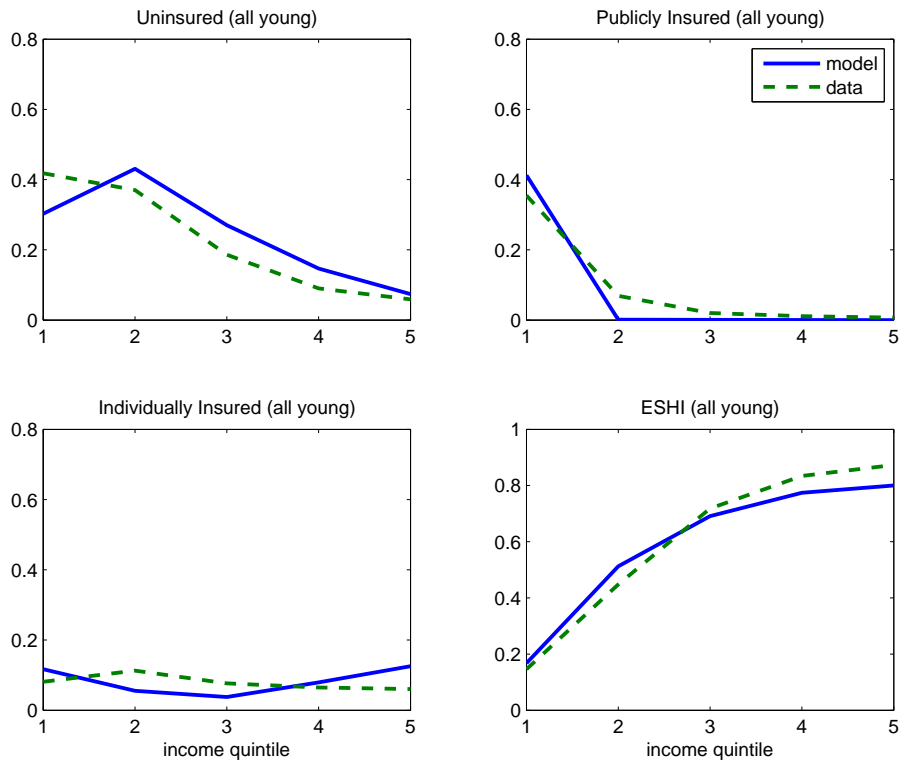 Uninsured (all young)
0.8
0.6
0.4
0.2
0
1 2 3 4 5
Publicly Insured (all young)
0.8
0.6
0.4
0.2
0
1 2 3 4 5
model
data
Individually Insured (all young)
0.8
0.6
0.4
0.2
0
1 2 3 4 5
income quintile
ESHI (all young)
1
0.8
0.6
0.4
0.2
0
1 2 3 4 5
income quintile